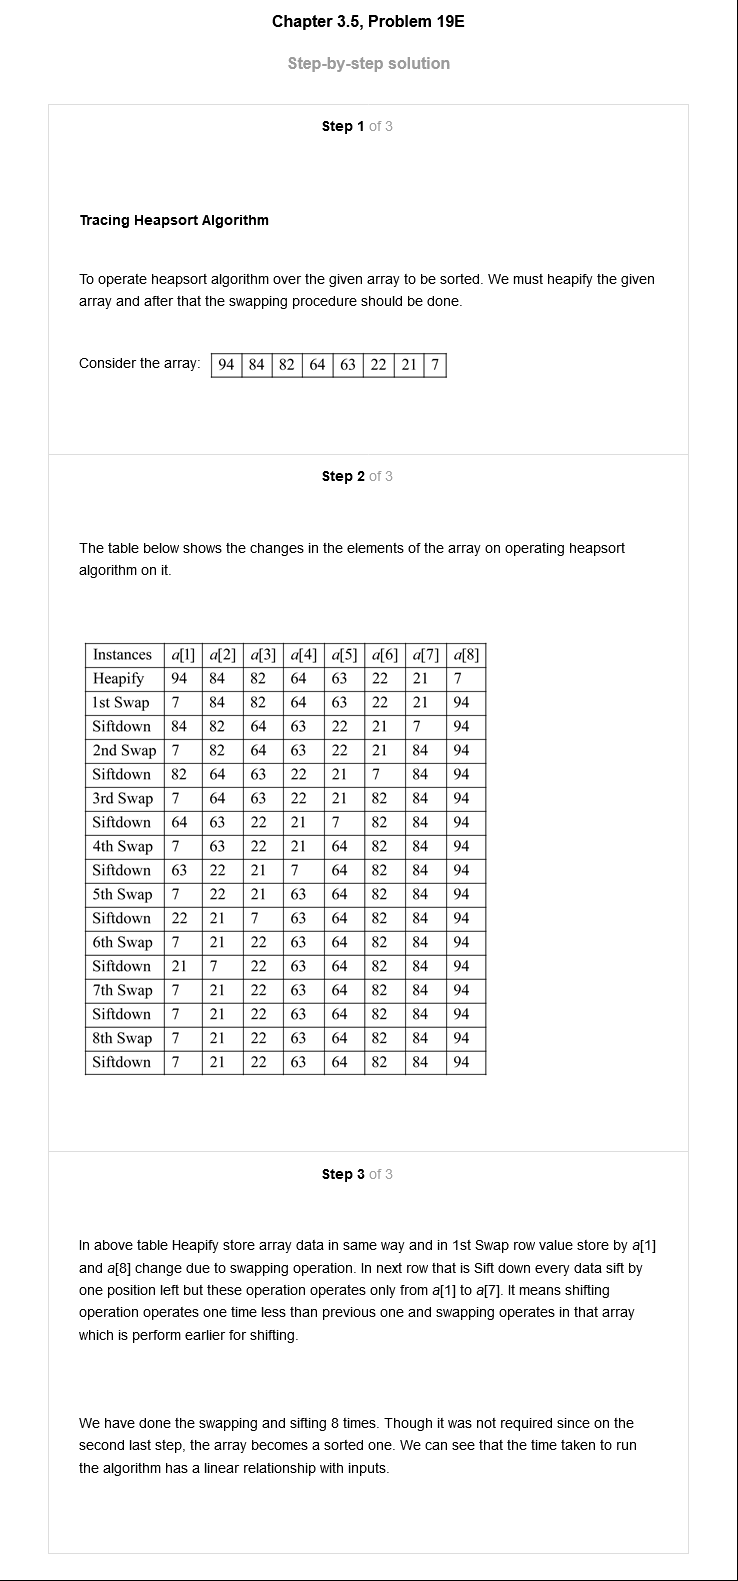 Chapter 3.5, Problem 19E
Step-by-step solution
Step 1 of 3
Tracing Heapsort Algorithm
To operate heapsort algorithm over the given array to be sorted. We must heapify the given
array and after that the swapping procedure should be done.
Consider the array: 94 84 82 64 63 22 21 7
Step 2 of 3
The table below shows the changes in the elements of the array on operating heapsort
algorithm on it.
Instances a[1] a[2] a[3] a[4] a[5] a[6] a[7] a[8]
Heapify 94 84 82 64 63 22 21 7
1st Swap 7 84 82 64 63 22 21 94
Siftdown 84 82 64 63 22 21 7 94
2nd Swap 7 82 64 63 22 21 84 94
Siftdown 82 64 63 22 21 7 84 94
3rd Swap 7 64 63 22 21 82 84 94
Siftdown 64 63 22 21 7 82 84 94
4th Swap 7 63 22 21 64 82 84 94
Siftdown 63 22 21 7 64 82 84 94
5th Swap 7 22 21 63 64 82 84 94
Siftdown 22 21 7 63 64 82 84 94
6th Swap 7 21 22 63 64 82 84 94
Siftdown 21 7 22 63 64 82 84 94
7th Swap 7 21 22 63 64 82 84 94
Siftdown 7 21 22 63 64 82 84 94
8th Swap 7 21 22 63 64 82 84 94
Siftdown 7 21 22 63 64 82 84 94
Step 3 of 3
In above table Heapify store array data in same way and in 1st Swap row value store by a[1]
and a[8] change due to swapping operation. In next row that is Sift down every data sift by
one position left but these operation operates only from a[1] to a[7]. It means shifting
operation operates one time less than previous one and swapping operates in that array
which is perform earlier for shifting.
We have done the swapping and sifting 8 times. Though it was not required since on the
second last step, the array becomes a sorted one. We can see that the time taken to run
the algorithm has a linear relationship with inputs.